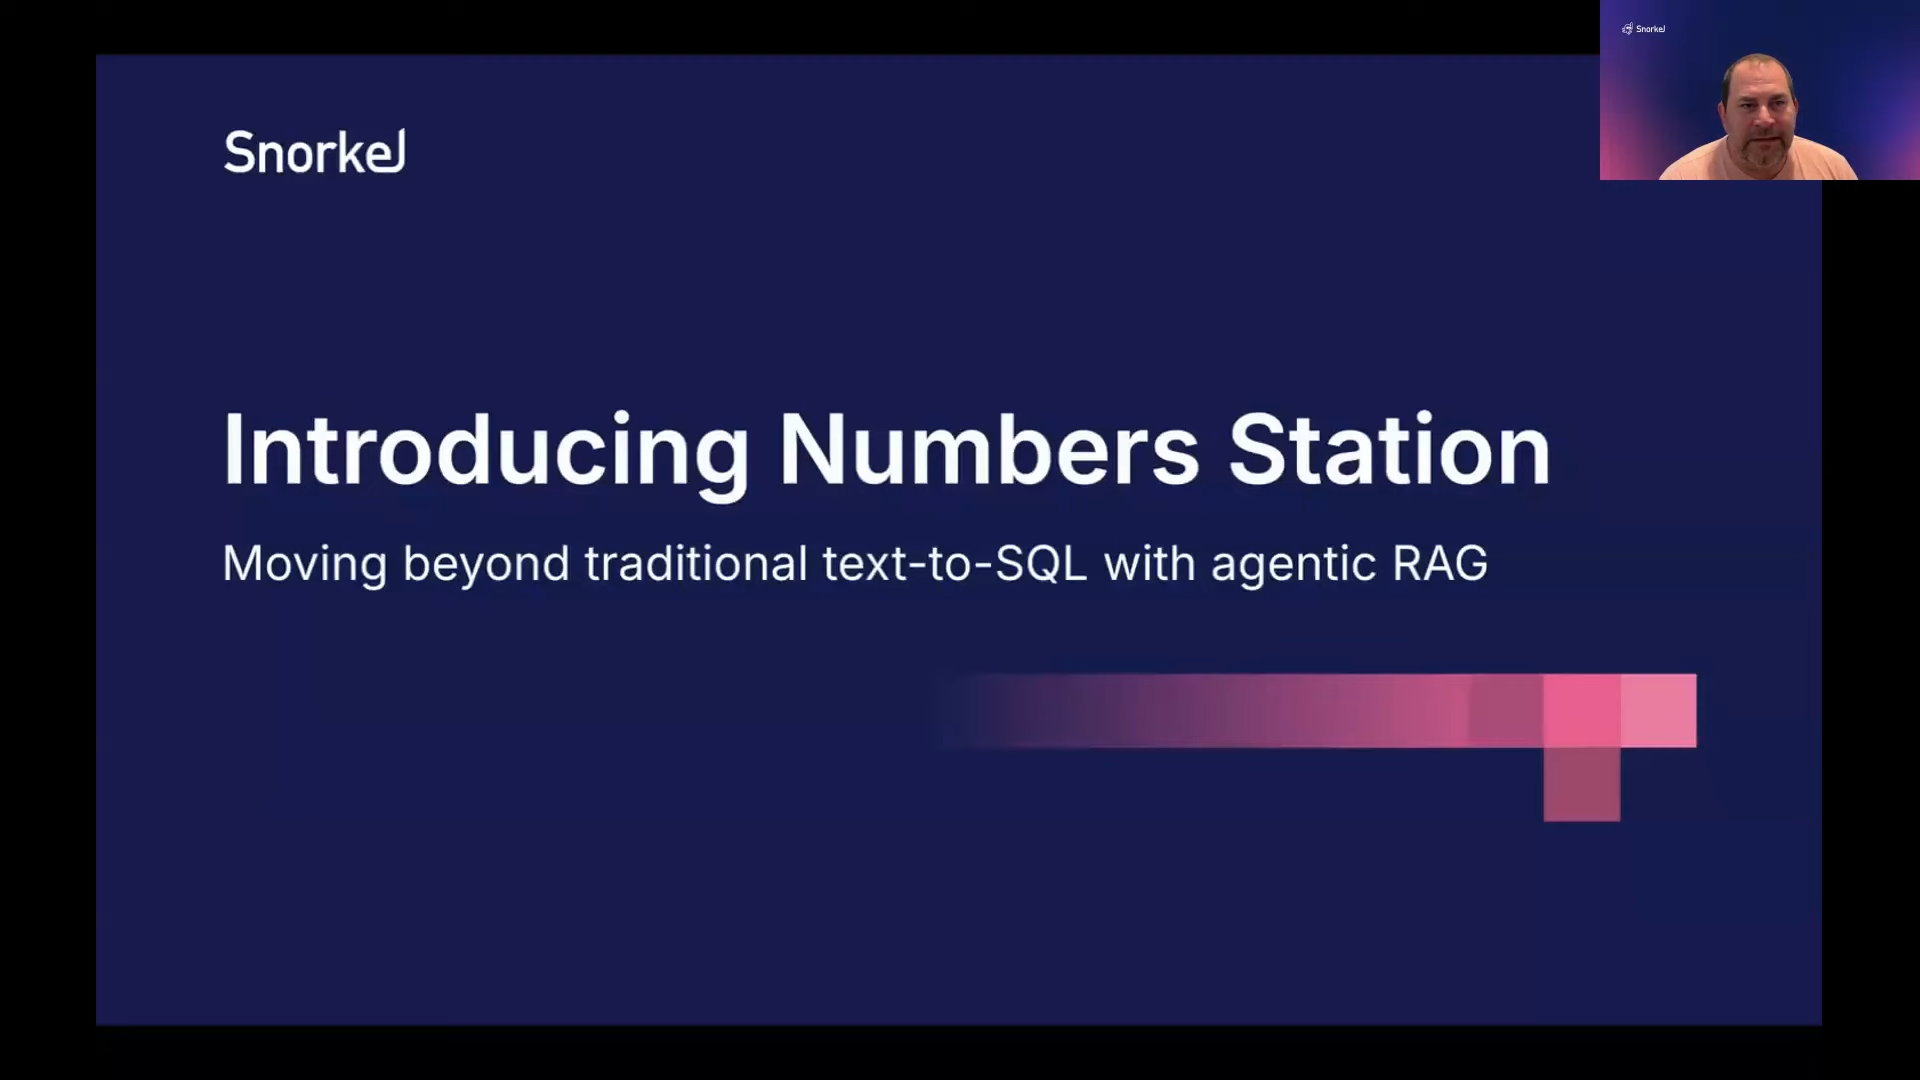 Snorkel
Snorkel
Introducing Numbers Station
Moving beyond traditional text-to-SQL with agentic RAG